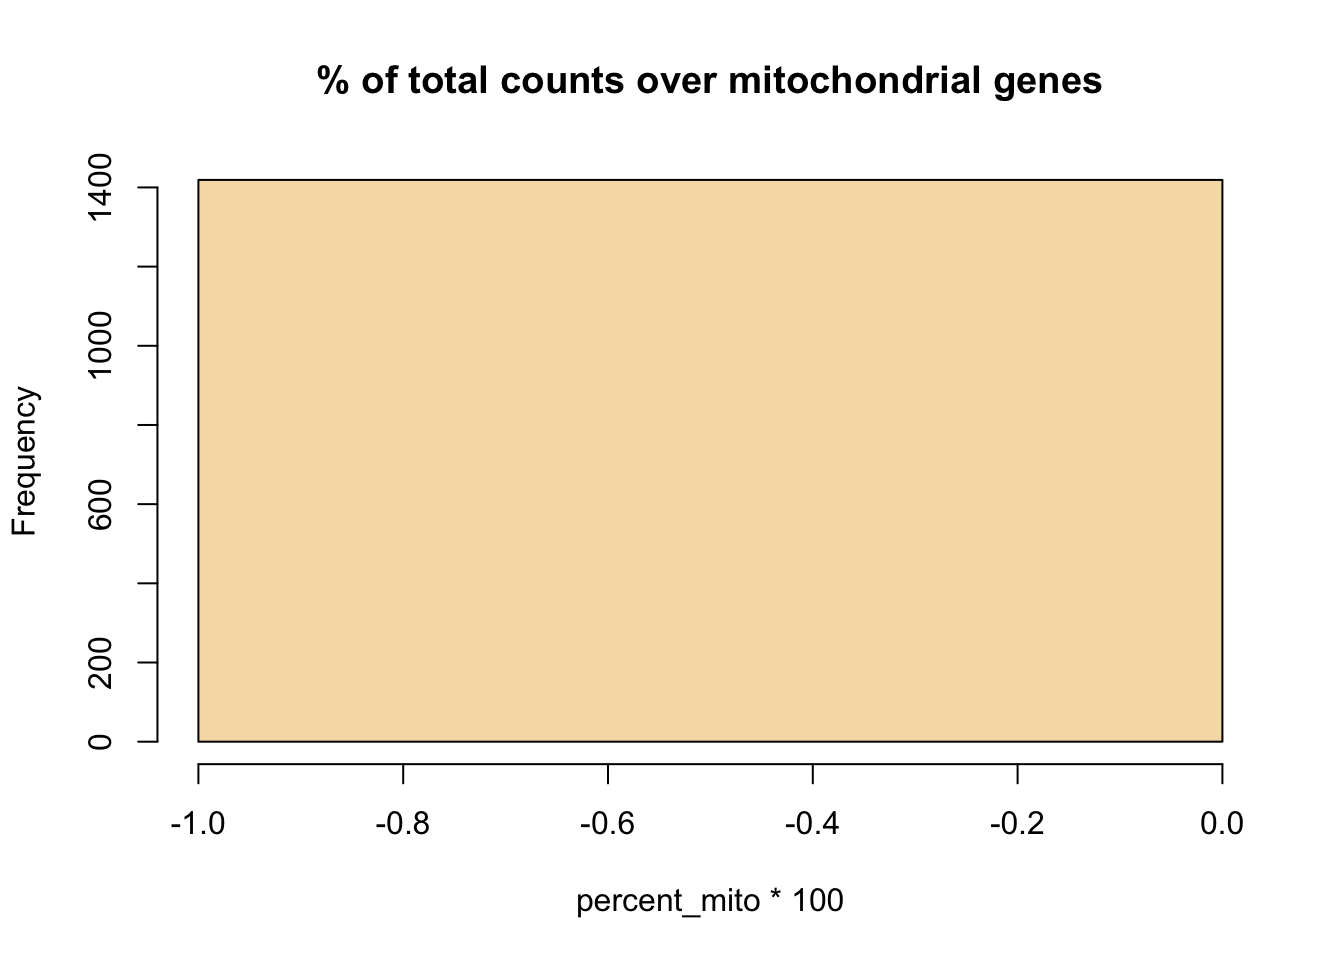 % of total counts over mitochondrial genes
Frequency
1400
1000
600
200
0
-1.0 -0.8 -0.6 -0.4 -0.2 0.0
percent_mito * 100